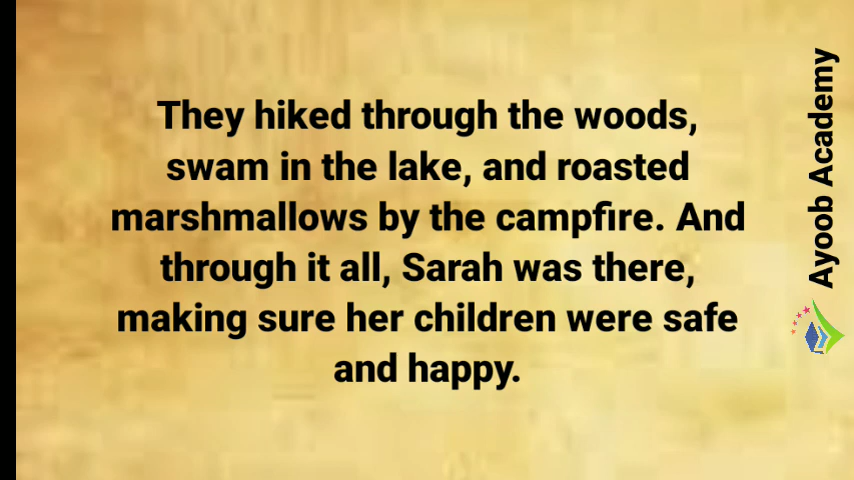 They hiked through the woods,
swam in the lake, and roasted
marshmallows by the campfire. And
through it all, Sarah was there,
making sure her children were safe
and happy.
Ayoob Academy